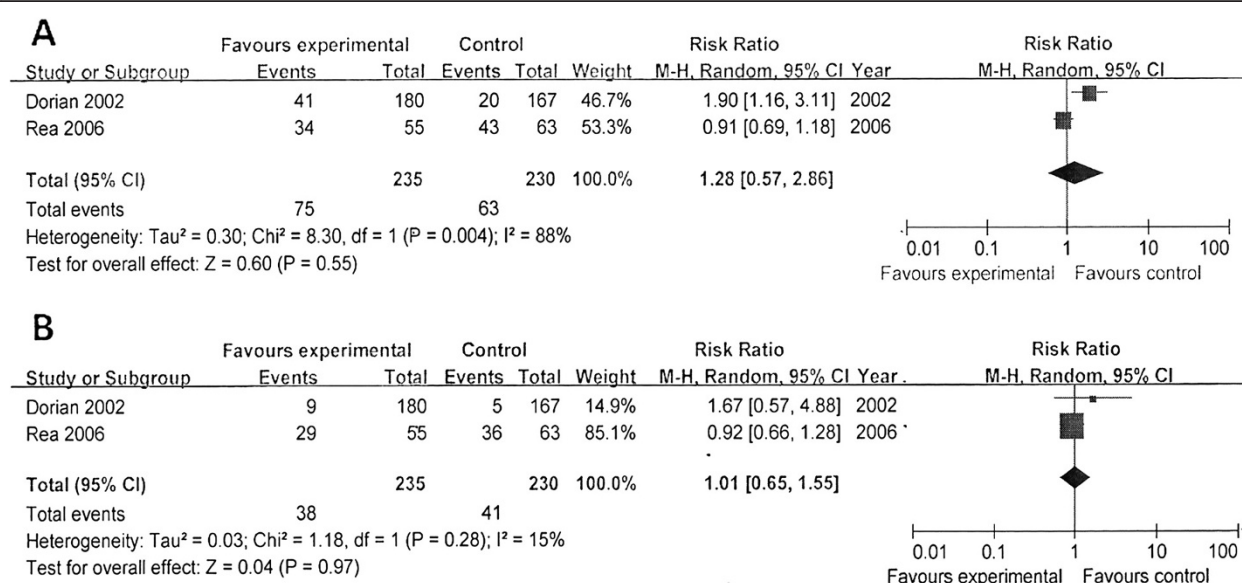 A
Favours experimental Control Risk Ratio Risk Ratio
Study or Subgroup Events Total Events Total Weight M-H, Random, 95% CI Year M-H, Random, 95% CI
Dorian 2002 41 180 20 167 46.7% 1.90 [1.16, 3.11] 2002
Rea 2006 34 55 43 63 53.3% 0.91 [0.69, 1.18] 2006
Total (95% CI) 235 230 100.0% 1.28 [0.57, 2.86]
Total events 75 63
Heterogeneity: Tau² = 0.30; Chi² = 8.30, df = 1 (P = 0.004); I² = 88%
Test for overall effect: Z = 0.60 (P = 0.55)
0.01 0.1 1 10 100
Favours experimental Favours control
B
Favours experimental Control Risk Ratio Risk Ratio
Study or Subgroup Events Total Events Total Weight M-H, Random, 95% CI Year M-H, Random, 95% CI
Dorian 2002 9 180 5 167 14.9% 1.67 [0.57, 4.88] 2002
Rea 2006 29 55 36 63 85.1% 0.92 [0.66, 1.28] 2006
Total (95% CI) 235 230 100.0% 1.01 [0.65, 1.55]
Total events 38 41
Heterogeneity: Tau² = 0.03; Chi² = 1.18, df = 1 (P = 0.28); I² = 15%
Test for overall effect: Z = 0.04 (P = 0.97)
0.01 0.1 1 10 100
Favours experimental Favours control